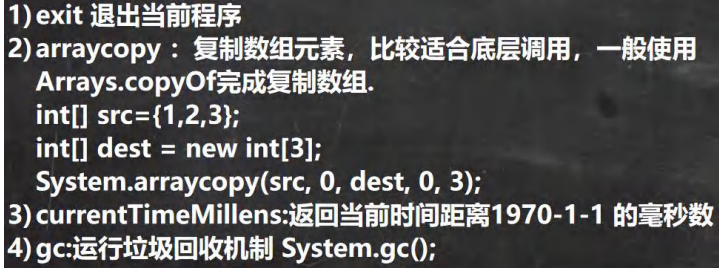 1) exit 退出当前程序
2) arraycopy ：复制数组元素，比较适合底层调用，一般使用
Arrays.copyOf完成复制数组.
int[] src={1,2,3};
int[] dest = new int[3];
System.arraycopy(src, 0, dest, 0, 3);
3) currentTimeMillens:返回当前时间距离1970-1-1 的毫秒数
4) gc:运行垃圾回收机制 System.gc();